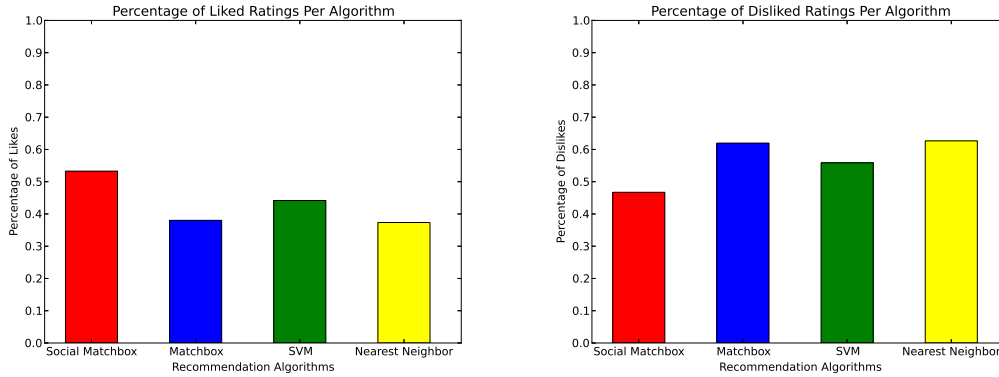 Percentage of Liked Ratings Per Algorithm
1.0
0.9
0.8
0.7
0.6
0.5
0.4
0.3
0.2
0.1
0.0
Percentage of Likes
Social Matchbox Matchbox SVM Nearest Neighbor
Recommendation Algorithms
Percentage of Disliked Ratings Per Algorithm
1.0
0.9
0.8
0.7
0.6
0.5
0.4
0.3
0.2
0.1
0.0
Percentage of Dislikes
Social Matchbox Matchbox SVM Nearest Neighbor
Recommendation Algorithms